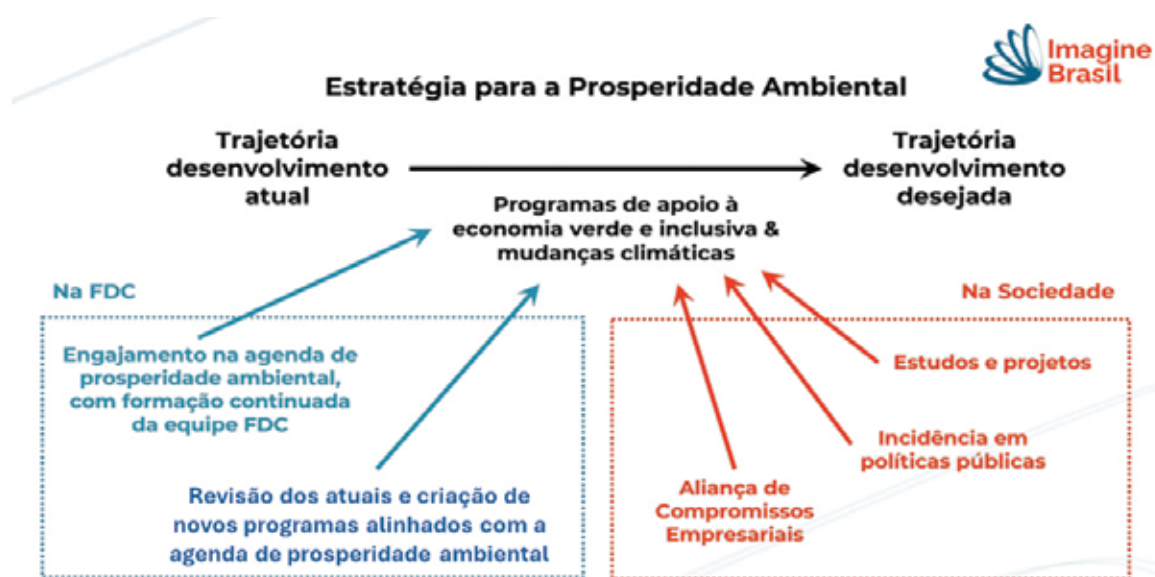 Imagine
Brasil
Estratégia para a Prosperidade Ambiental
Trajetória
desenvolvimento
atual
Trajetória
desenvolvimento
desejada
Programas de apoio à
economia verde e inclusiva &
mudanças climáticas
Na FDC
Na Sociedade
Engajamento na agenda de
prosperidade ambiental,
com formação continuada
da equipe FDC
Revisão dos atuais e criação de
novos programas alinhados com a
agenda de prosperidade ambiental
Estudos e projetos
Incidência em
políticas públicas
Aliança de
Compromissos
Empresariais